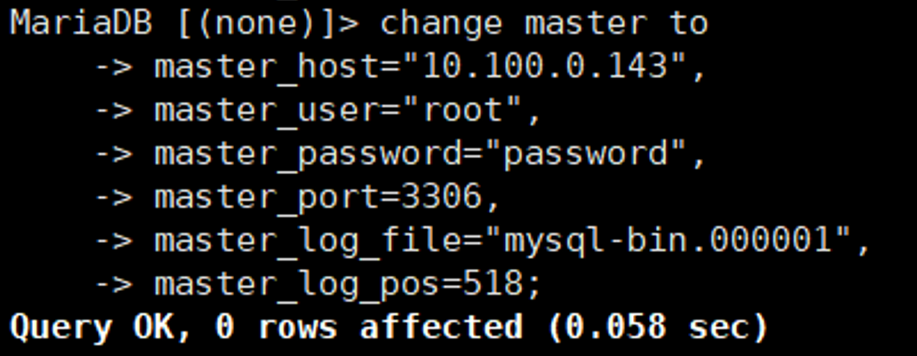 MariaDB [(none)]> change master to
    -> master_host="10.100.0.143",
    -> master_user="root",
    -> master_password="password",
    -> master_port=3306,
    -> master_log_file="mysql-bin.000001",
    -> master_log_pos=518;
Query OK, 0 rows affected (0.058 sec)